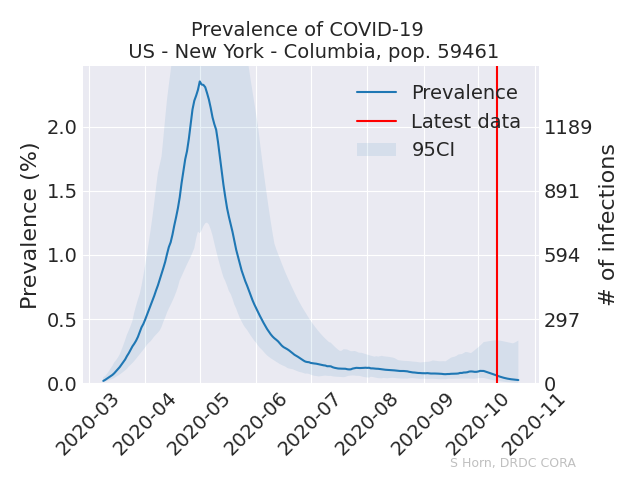 Prevalence of COVID-19
US - New York - Columbia, pop. 59461
Prevalence
Latest data
95CI
Prevalence (%)
2.0
1.5
1.0
0.5
0.0
1189
891
594
297
0
# of infections
2020-03
2020-04
2020-05
2020-06
2020-07
2020-08
2020-09
2020-10
2020-11
S Horn, DRDC CORA